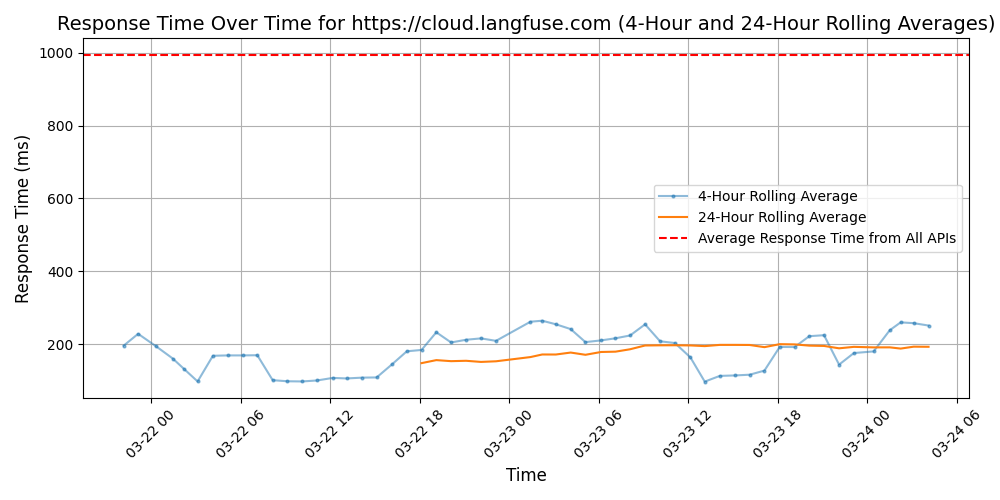 Response Time Over Time for https://cloud.langfuse.com (4-Hour and 24-Hour Rolling Averages)
Response Time (ms)
1000
800
600
400
200
4-Hour Rolling Average
24-Hour Rolling Average
Average Response Time from All APIs
03-22 00
03-22 06
03-22 12
03-22 18
03-23 00
03-23 06
03-23 12
03-23 18
03-24 00
03-24 06
Time